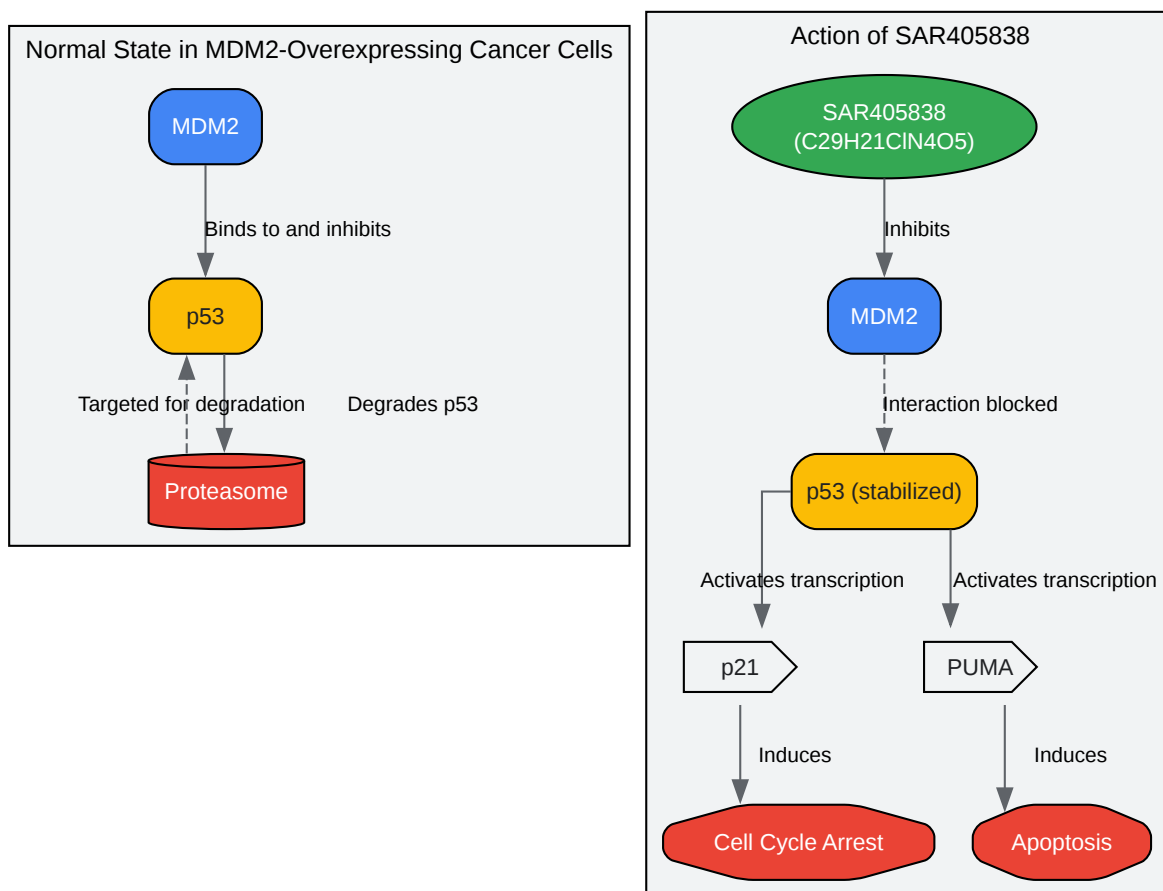 Normal State in MDM2-Overexpressing Cancer Cells
MDM2
Binds to and inhibits
p53
Targeted for degradation
Degrades p53
Proteasome
Action of SAR405838
SAR405838
(C29H21ClN4O5)
Inhibits
MDM2
Interaction blocked
p53 (stabilized)
Activates transcription
Activates transcription
p21
PUMA
Induces
Induces
Cell Cycle Arrest
Apoptosis